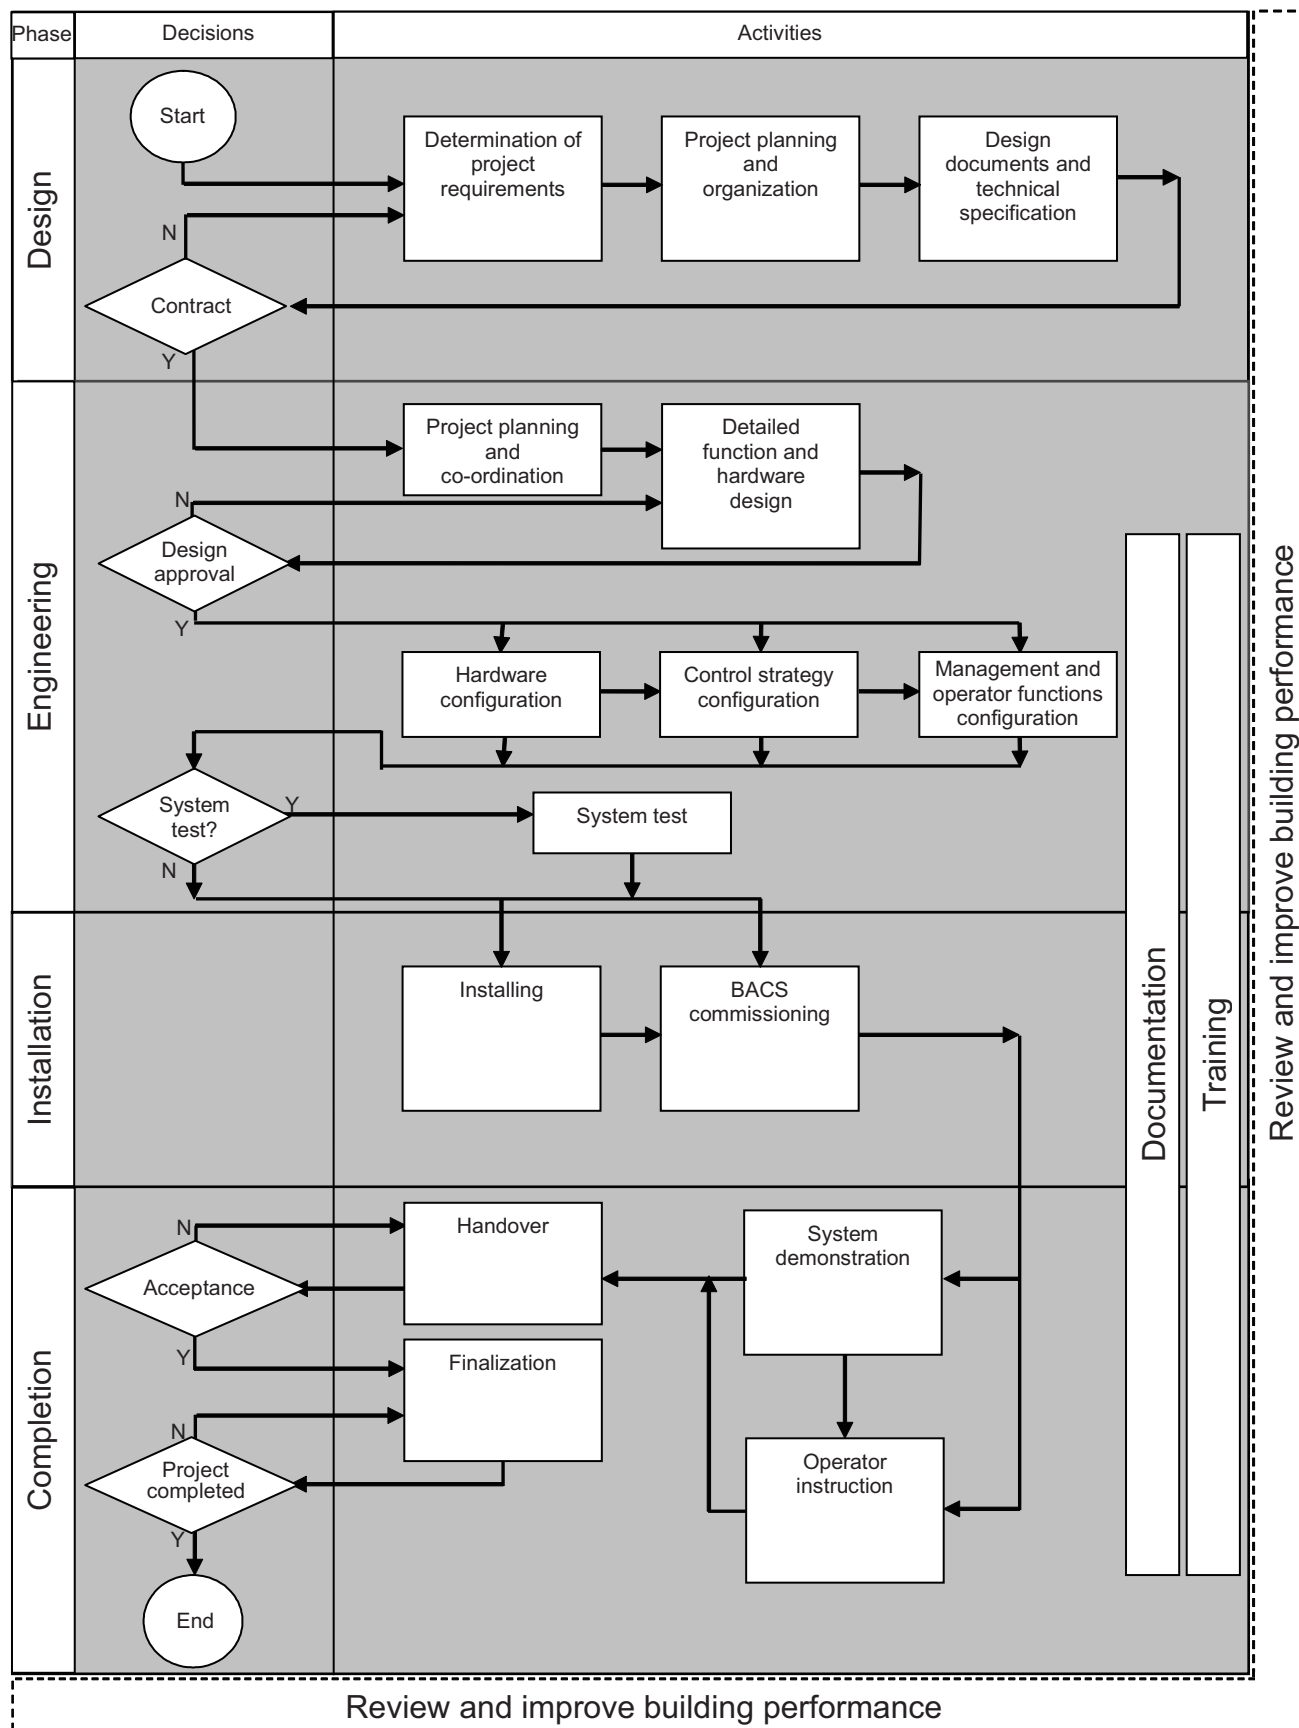 Phase
Decisions
Activities
Design
Start
Determination of
project
requirements
Project planning
and
organization
Design
documents and
technical
specification
N
Contract
Y
Engineering
Project planning
and
co-ordination
Detailed
function and
hardware
design
N
Design
approval
Y
Hardware
configuration
Control strategy
configuration
Management and
operator functions
configuration
System
test?
Y
System test
N
Installation
Installing
BACS
commissioning
Documentation
Training
Completion
N
Handover
System
demonstration
Acceptance
Y
Finalization
N
Project
completed
Operator
instruction
Y
End
Review and improve building performance
Review and improve building performance